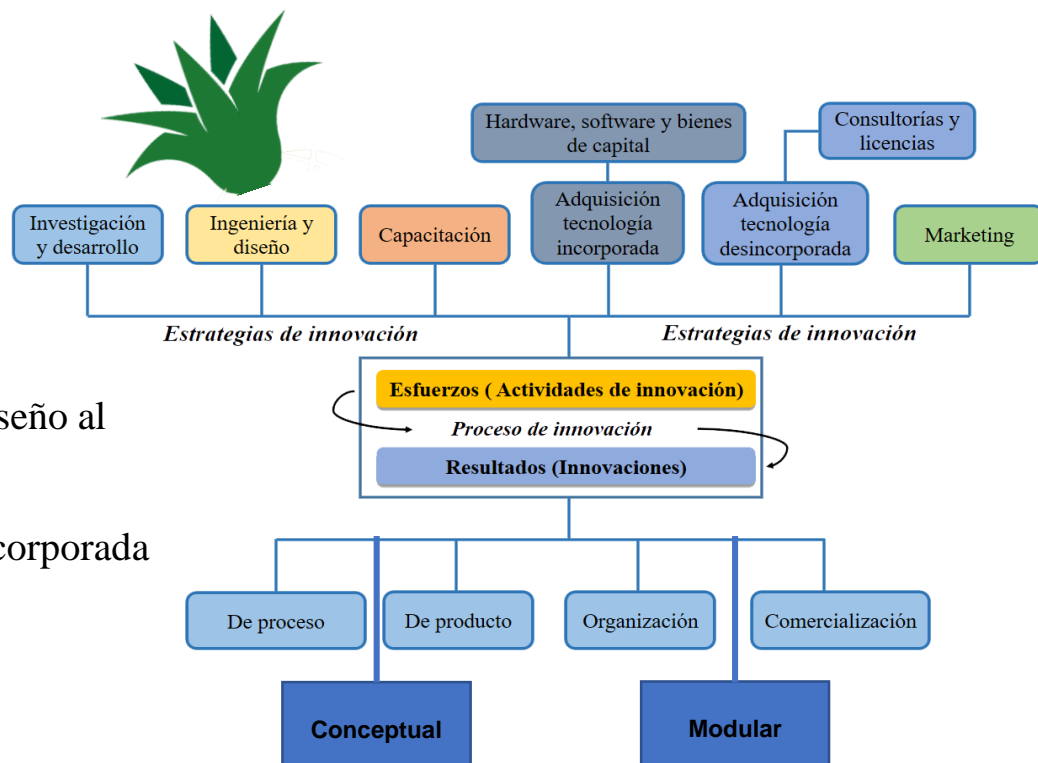 Hardware, software y bienes
de capital
Consultorías y
licencias
Investigación
y desarrollo
Ingeniería y
diseño
Capacitación
Adquisición
tecnología
incorporada
Adquisición
tecnología
desincorporada
Marketing
Estrategias de innovación
Estrategias de innovación
Esfuerzos ( Actividades de innovación)
Proceso de innovación
Resultados (Innovaciones)
seño al
corporada
De proceso
De producto
Organización
Comercialización
Conceptual
Modular